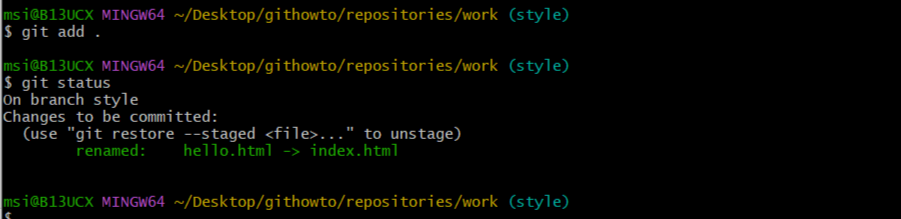 msi@B13UCX MINGW64 ~/Desktop/githowto/repositories/work (style)
$ git add .
msi@B13UCX MINGW64 ~/Desktop/githowto/repositories/work (style)
$ git status
On branch style
Changes to be committed:
  (use "git restore --staged <file>..." to unstage)
        renamed:    hello.html -> index.html
msi@B13UCX MINGW64 ~/Desktop/githowto/repositories/work (style)
$